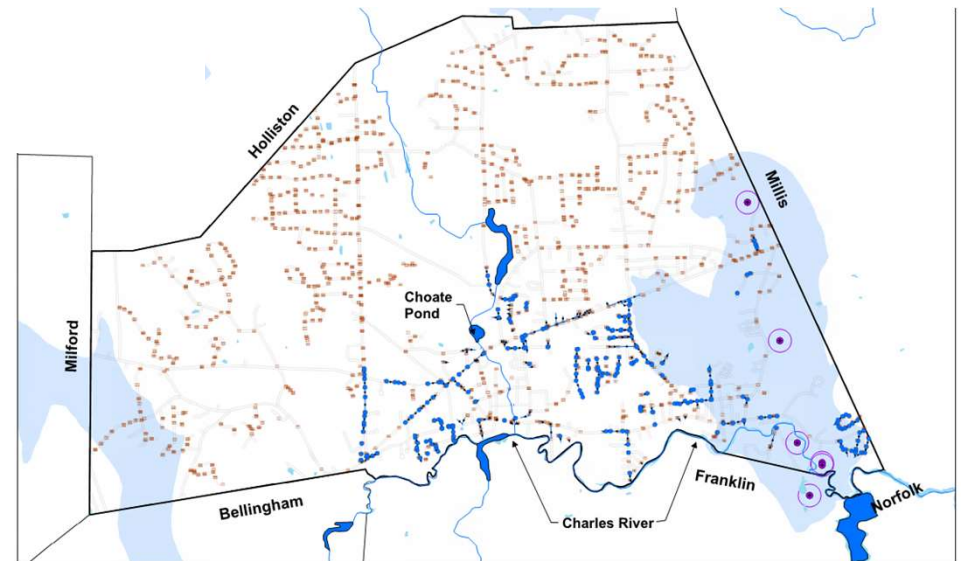 Holliston
Millis
Choate
Pond
Milford
Bellingham
Franklin
Norfolk
Charles River